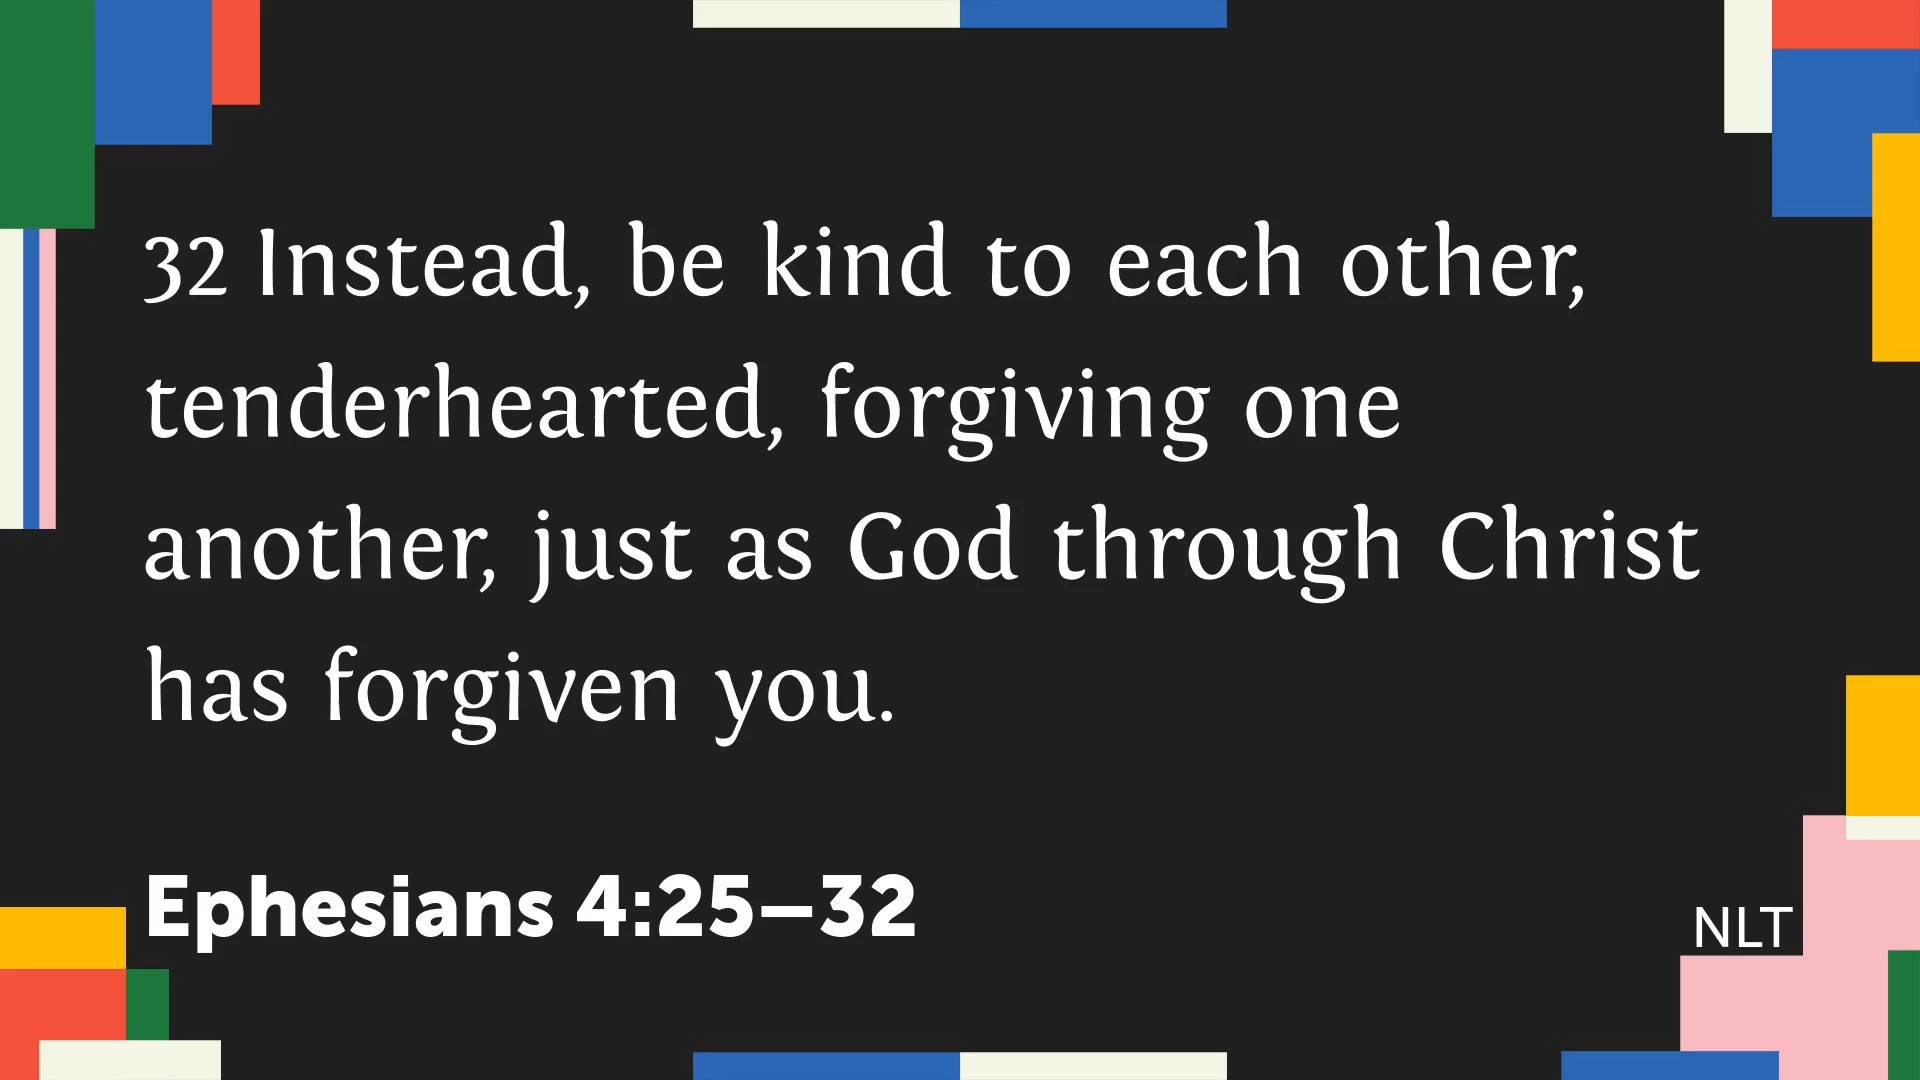 32 Instead, be kind to each other,
tenderhearted, forgiving one
another, just as God through Christ
has forgiven you.
Ephesians 4:25–32
NLT